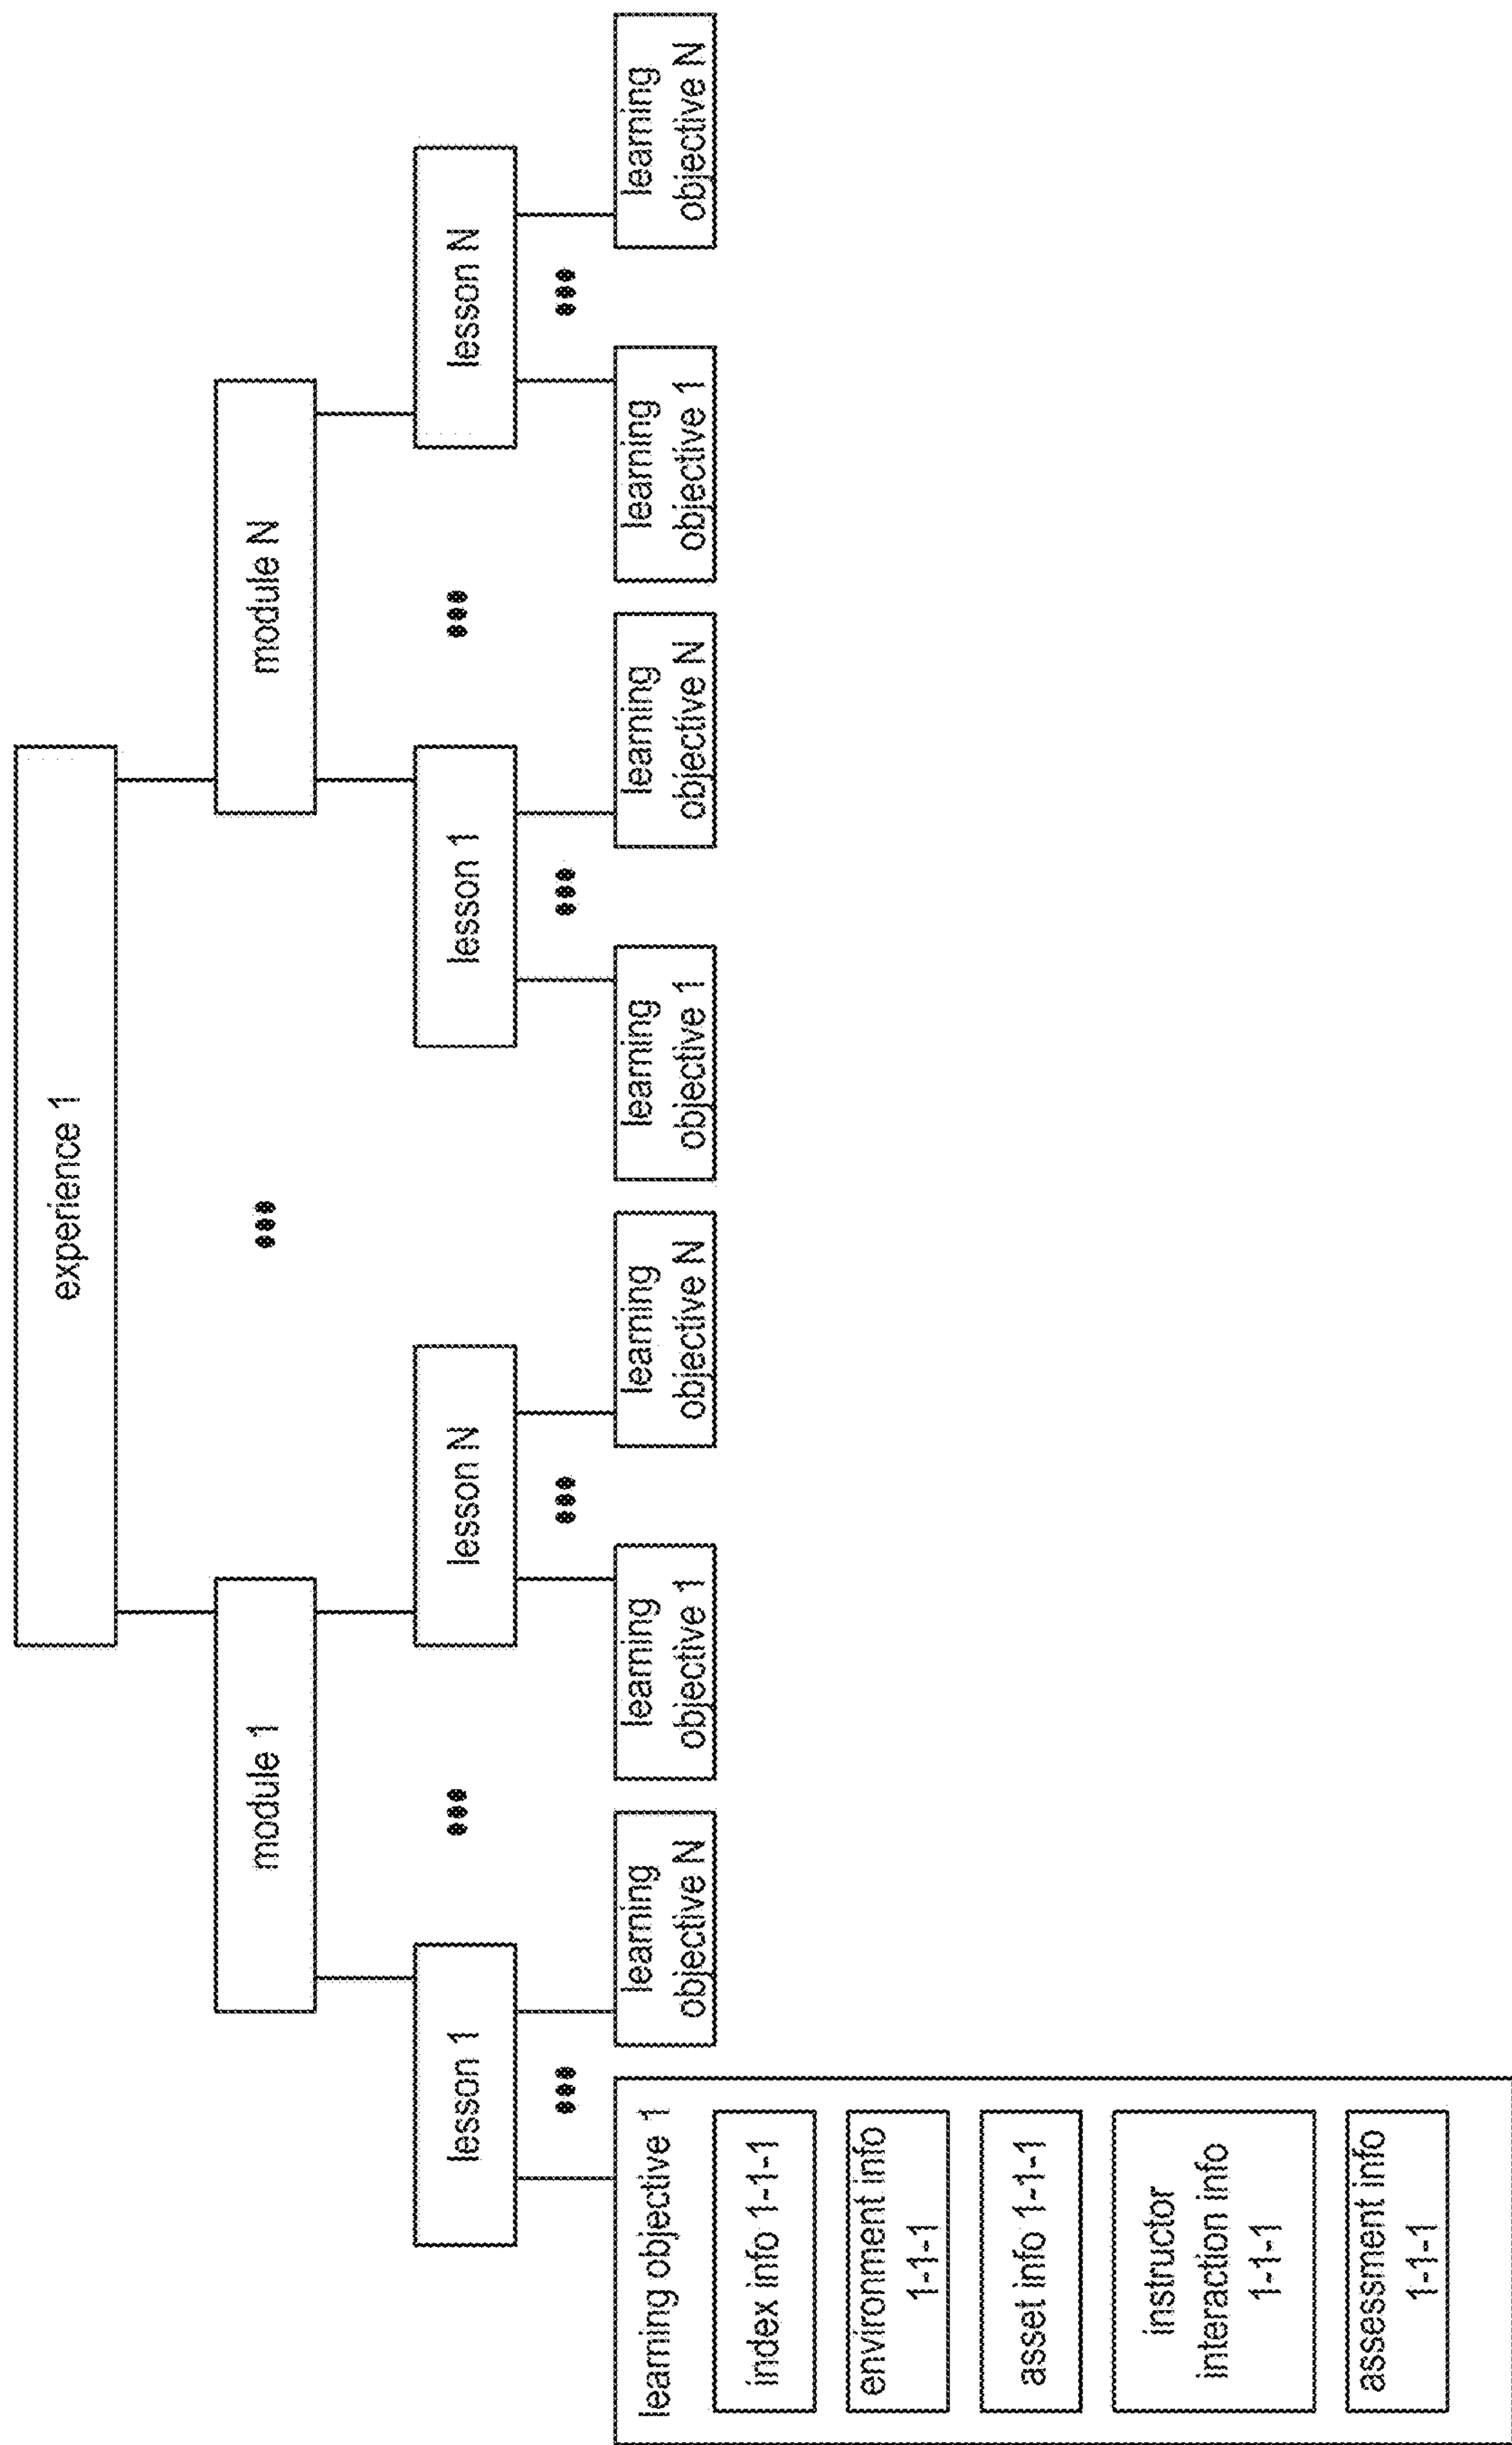 experience 1
module 1
module N
lesson 1
lesson N
lesson 1
lesson N
learning objective 1
index info 1-1-1
environment info
1-1-1
asset info 1-1-1
instructor
interaction info
1-1-1
assessment info
1-1-1
learning
objective N
learning
objective 1
learning
objective N
learning
objective 1
learning
objective N
learning
objective 1
learning
objective N